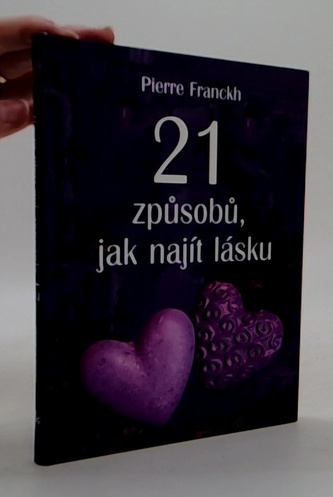 Pierre Franckh
21
způsobů,
jak najít lásku